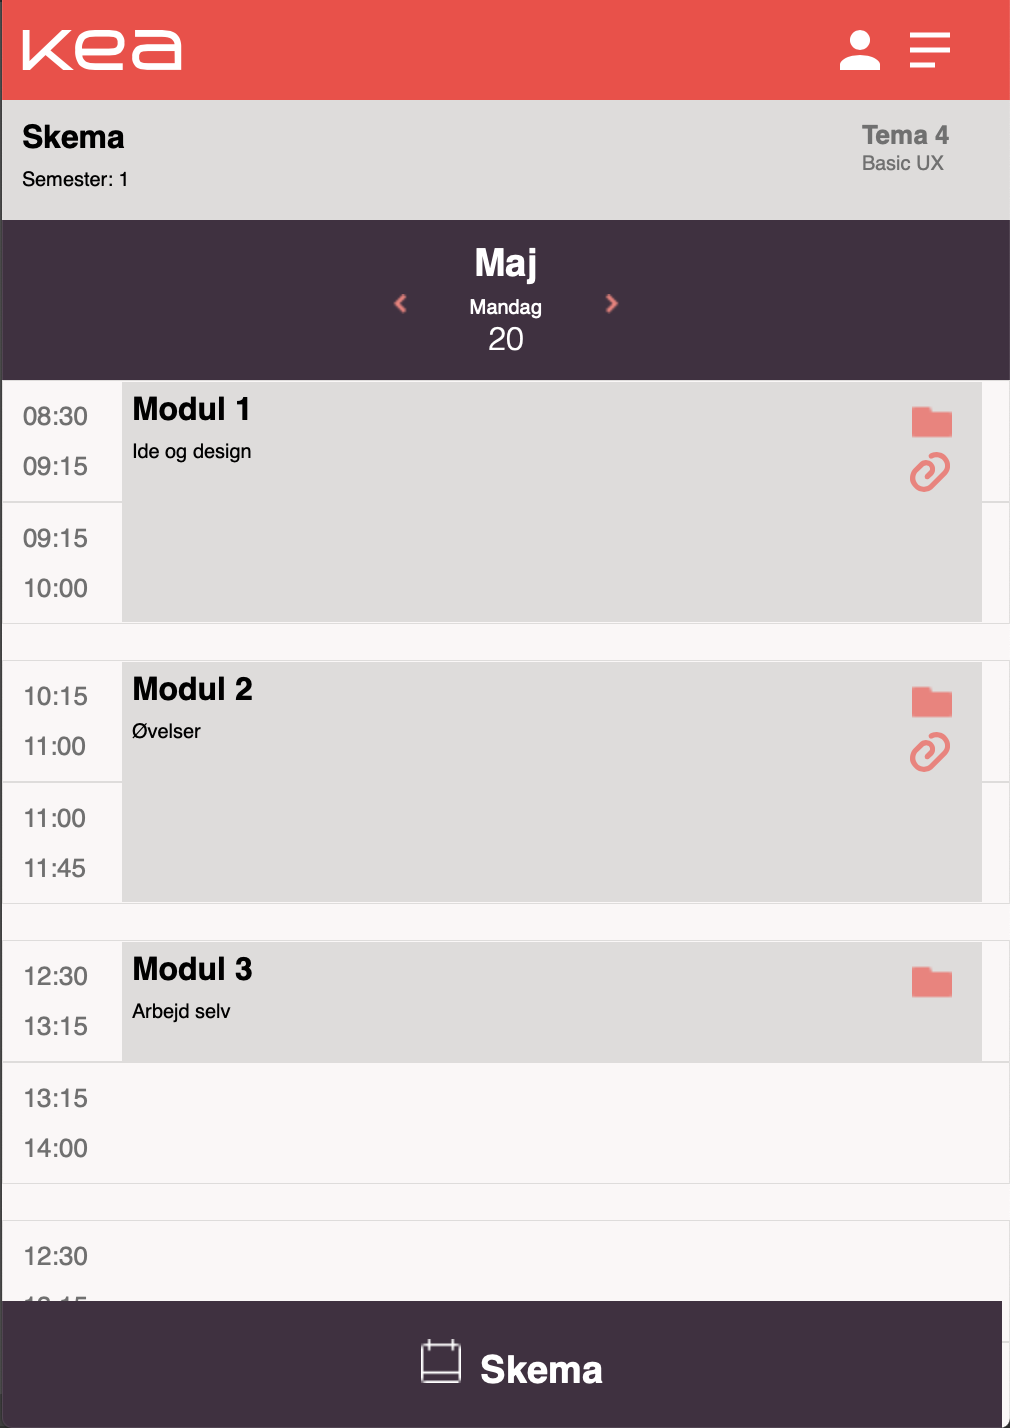 kea
Skema
Semester: 1
Tema 4
Basic UX
Maj
Mandag
20
08:30
09:15
Modul 1
Ide og design
09:15
10:00
10:15
11:00
Modul 2
Øvelser
11:00
11:45
12:30
13:15
Modul 3
Arbejd selv
13:15
14:00
12:30
Skema